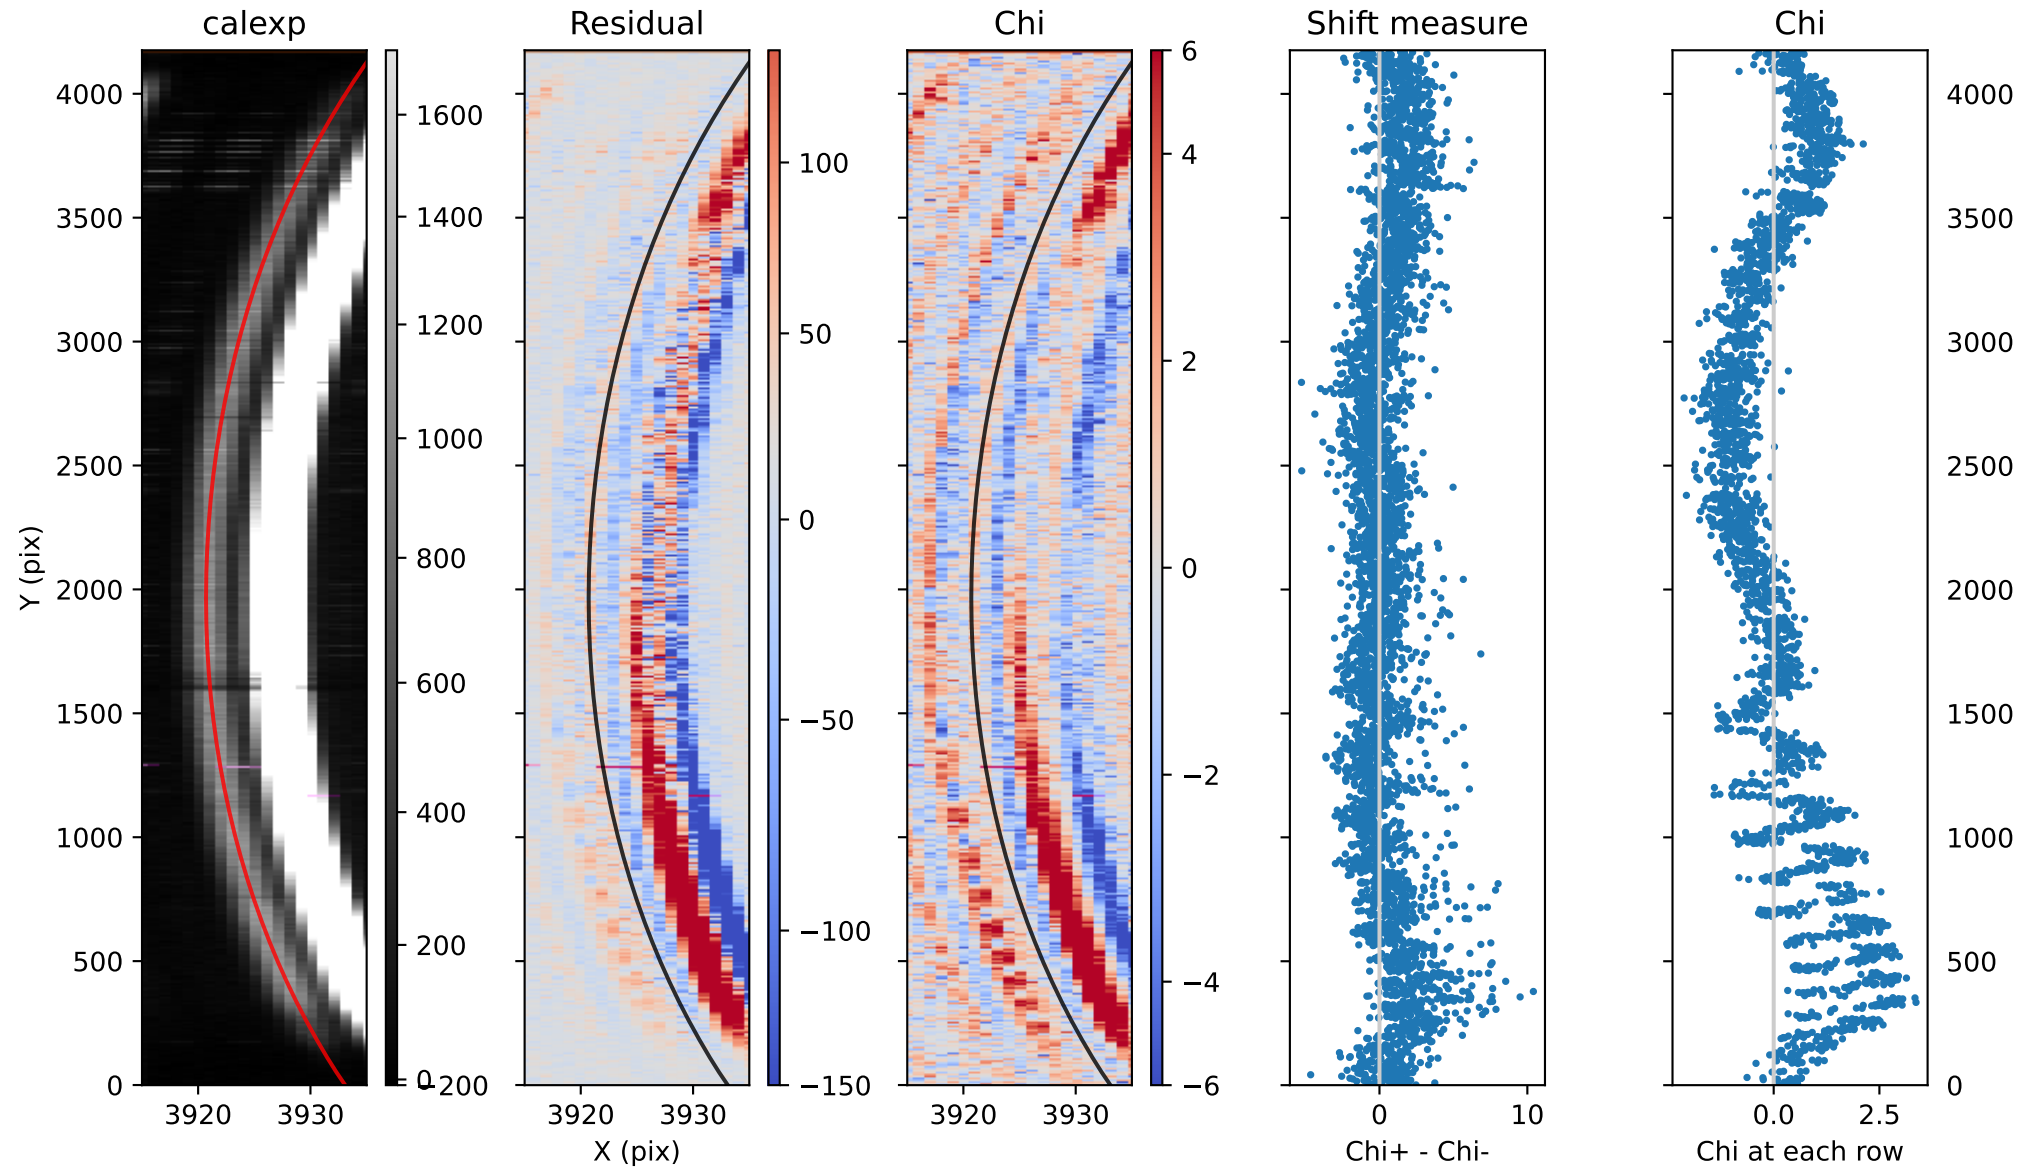 calexp Residual Chi Shift measure Chi
Y (pix)
4000 3500 3000 2500 2000 1500 1000 500 0
3920 3930
1600 1400 1200 1000 800 600 400 200 0 −200
3920 3930
X (pix)
100 50 0 −50 −100 −150
3920 3930
6 4 2 0 −2 −4 −6
0 10
Chi+ - Chi-
0.0 2.5
Chi at each row
4000 3500 3000 2500 2000 1500 1000 500 0